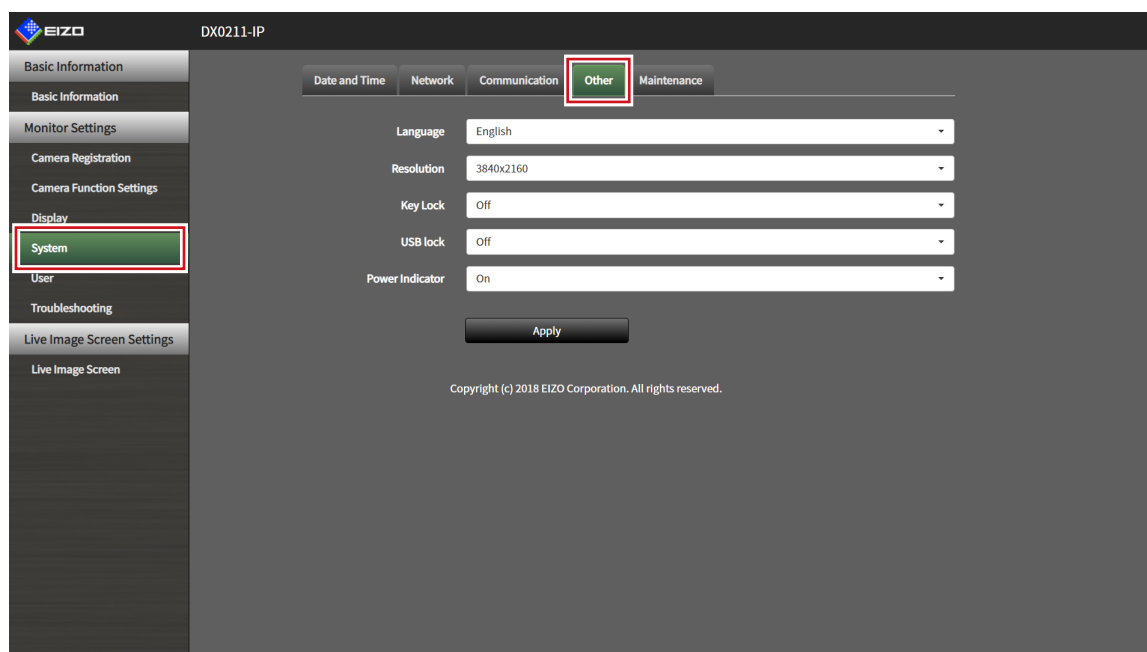 EIZO
DX0211-IP
Basic Information
Basic Information
Monitor Settings
Camera Registration
Camera Function Settings
Display
System
User
Troubleshooting
Live Image Screen Settings
Live Image Screen
Date and Time Network Communication Other Maintenance
Language English
Resolution 3840x2160
Key Lock Off
USB lock Off
Power Indicator On
Apply
Copyright (c) 2018 EIZO Corporation. All rights reserved.